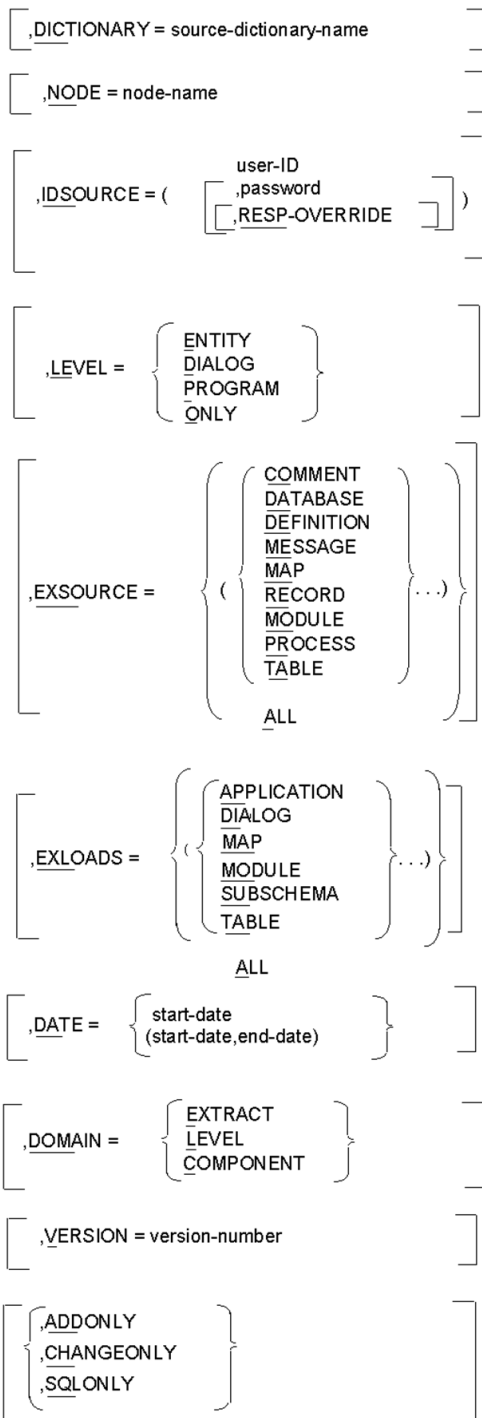 ,DICTIONARY = source-dictionary-name
,NODE = node-name
user-ID
,password
,IDSOURCE = (
,RESP-OVERRIDE
)
,LEVEL =
ENTITY
DIALOG
PROGRAM
ONLY
,EXSOURCE =
(
COMMENT
DATABASE
DEFINITION
MESSAGE
MAP
RECORD
MODULE
PROCESS
TABLE
...)
ALL
,EXLOADS =
(
APPLICATION
DIALOG
MAP
MODULE
SUBSCHEMA
TABLE
...)
ALL
,DATE =
start-date
(start-date,end-date)
,DOMAIN =
EXTRACT
LEVEL
COMPONENT
,VERSION = version-number
,ADDONLY
,CHANGEONLY
,SQLONLY